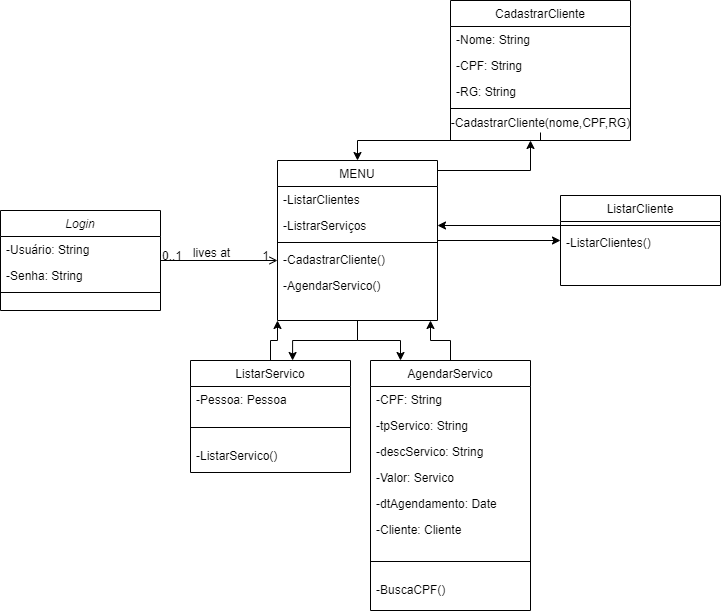 CadastrarCliente
-Nome: String
-CPF: String
-RG: String
-CadastrarCliente(nome,CPF,RG)
MENU
-ListarClientes
-ListrarServiços
-CadastrarCliente()
-AgendarServico()
Login
-Usuário: String
-Senha: String
0..1
lives at
1
ListarCliente
-ListarClientes()
ListarServico
-Pessoa: Pessoa
-ListarServico()
AgendarServico
-CPF: String
-tpServico: String
-descServico: String
-Valor: Servico
-dtAgendamento: Date
-Cliente: Cliente
-BuscaCPF()